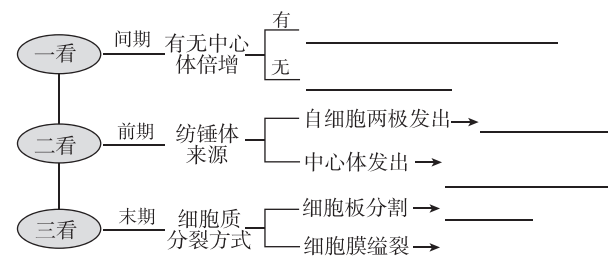 一看
间期
有无中心
体倍增
有
无
二看
前期
纺锤体
来源
自细胞两极发出
中心体发出
三看
末期
细胞质
分裂方式
细胞板分割
细胞膜缢裂